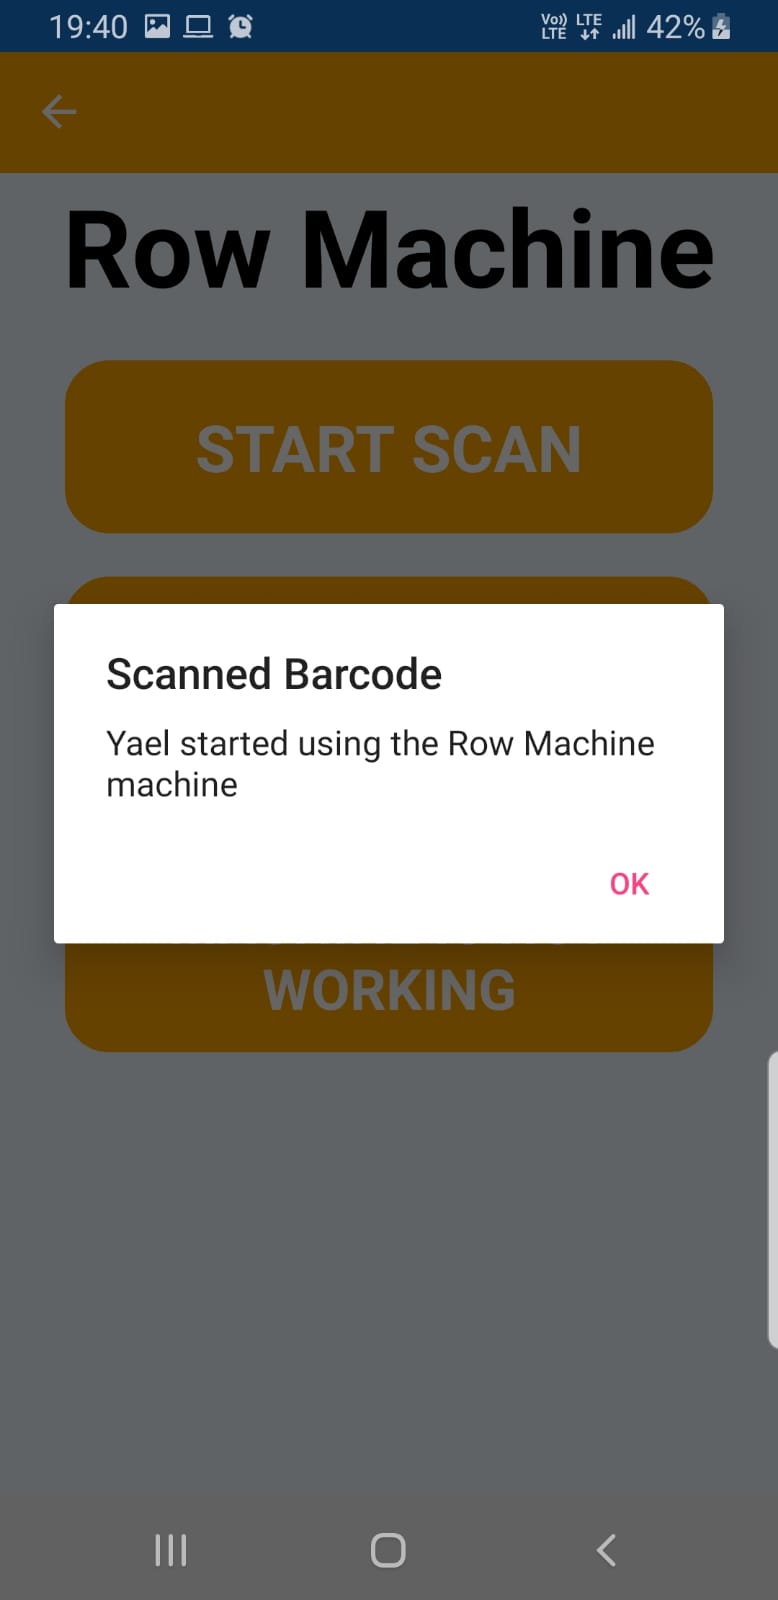 19:40 Vo)) LTE LTE 42%
Row Machine
START SCAN
Scanned Barcode
Yael started using the Row Machine
machine
OK
WORKING